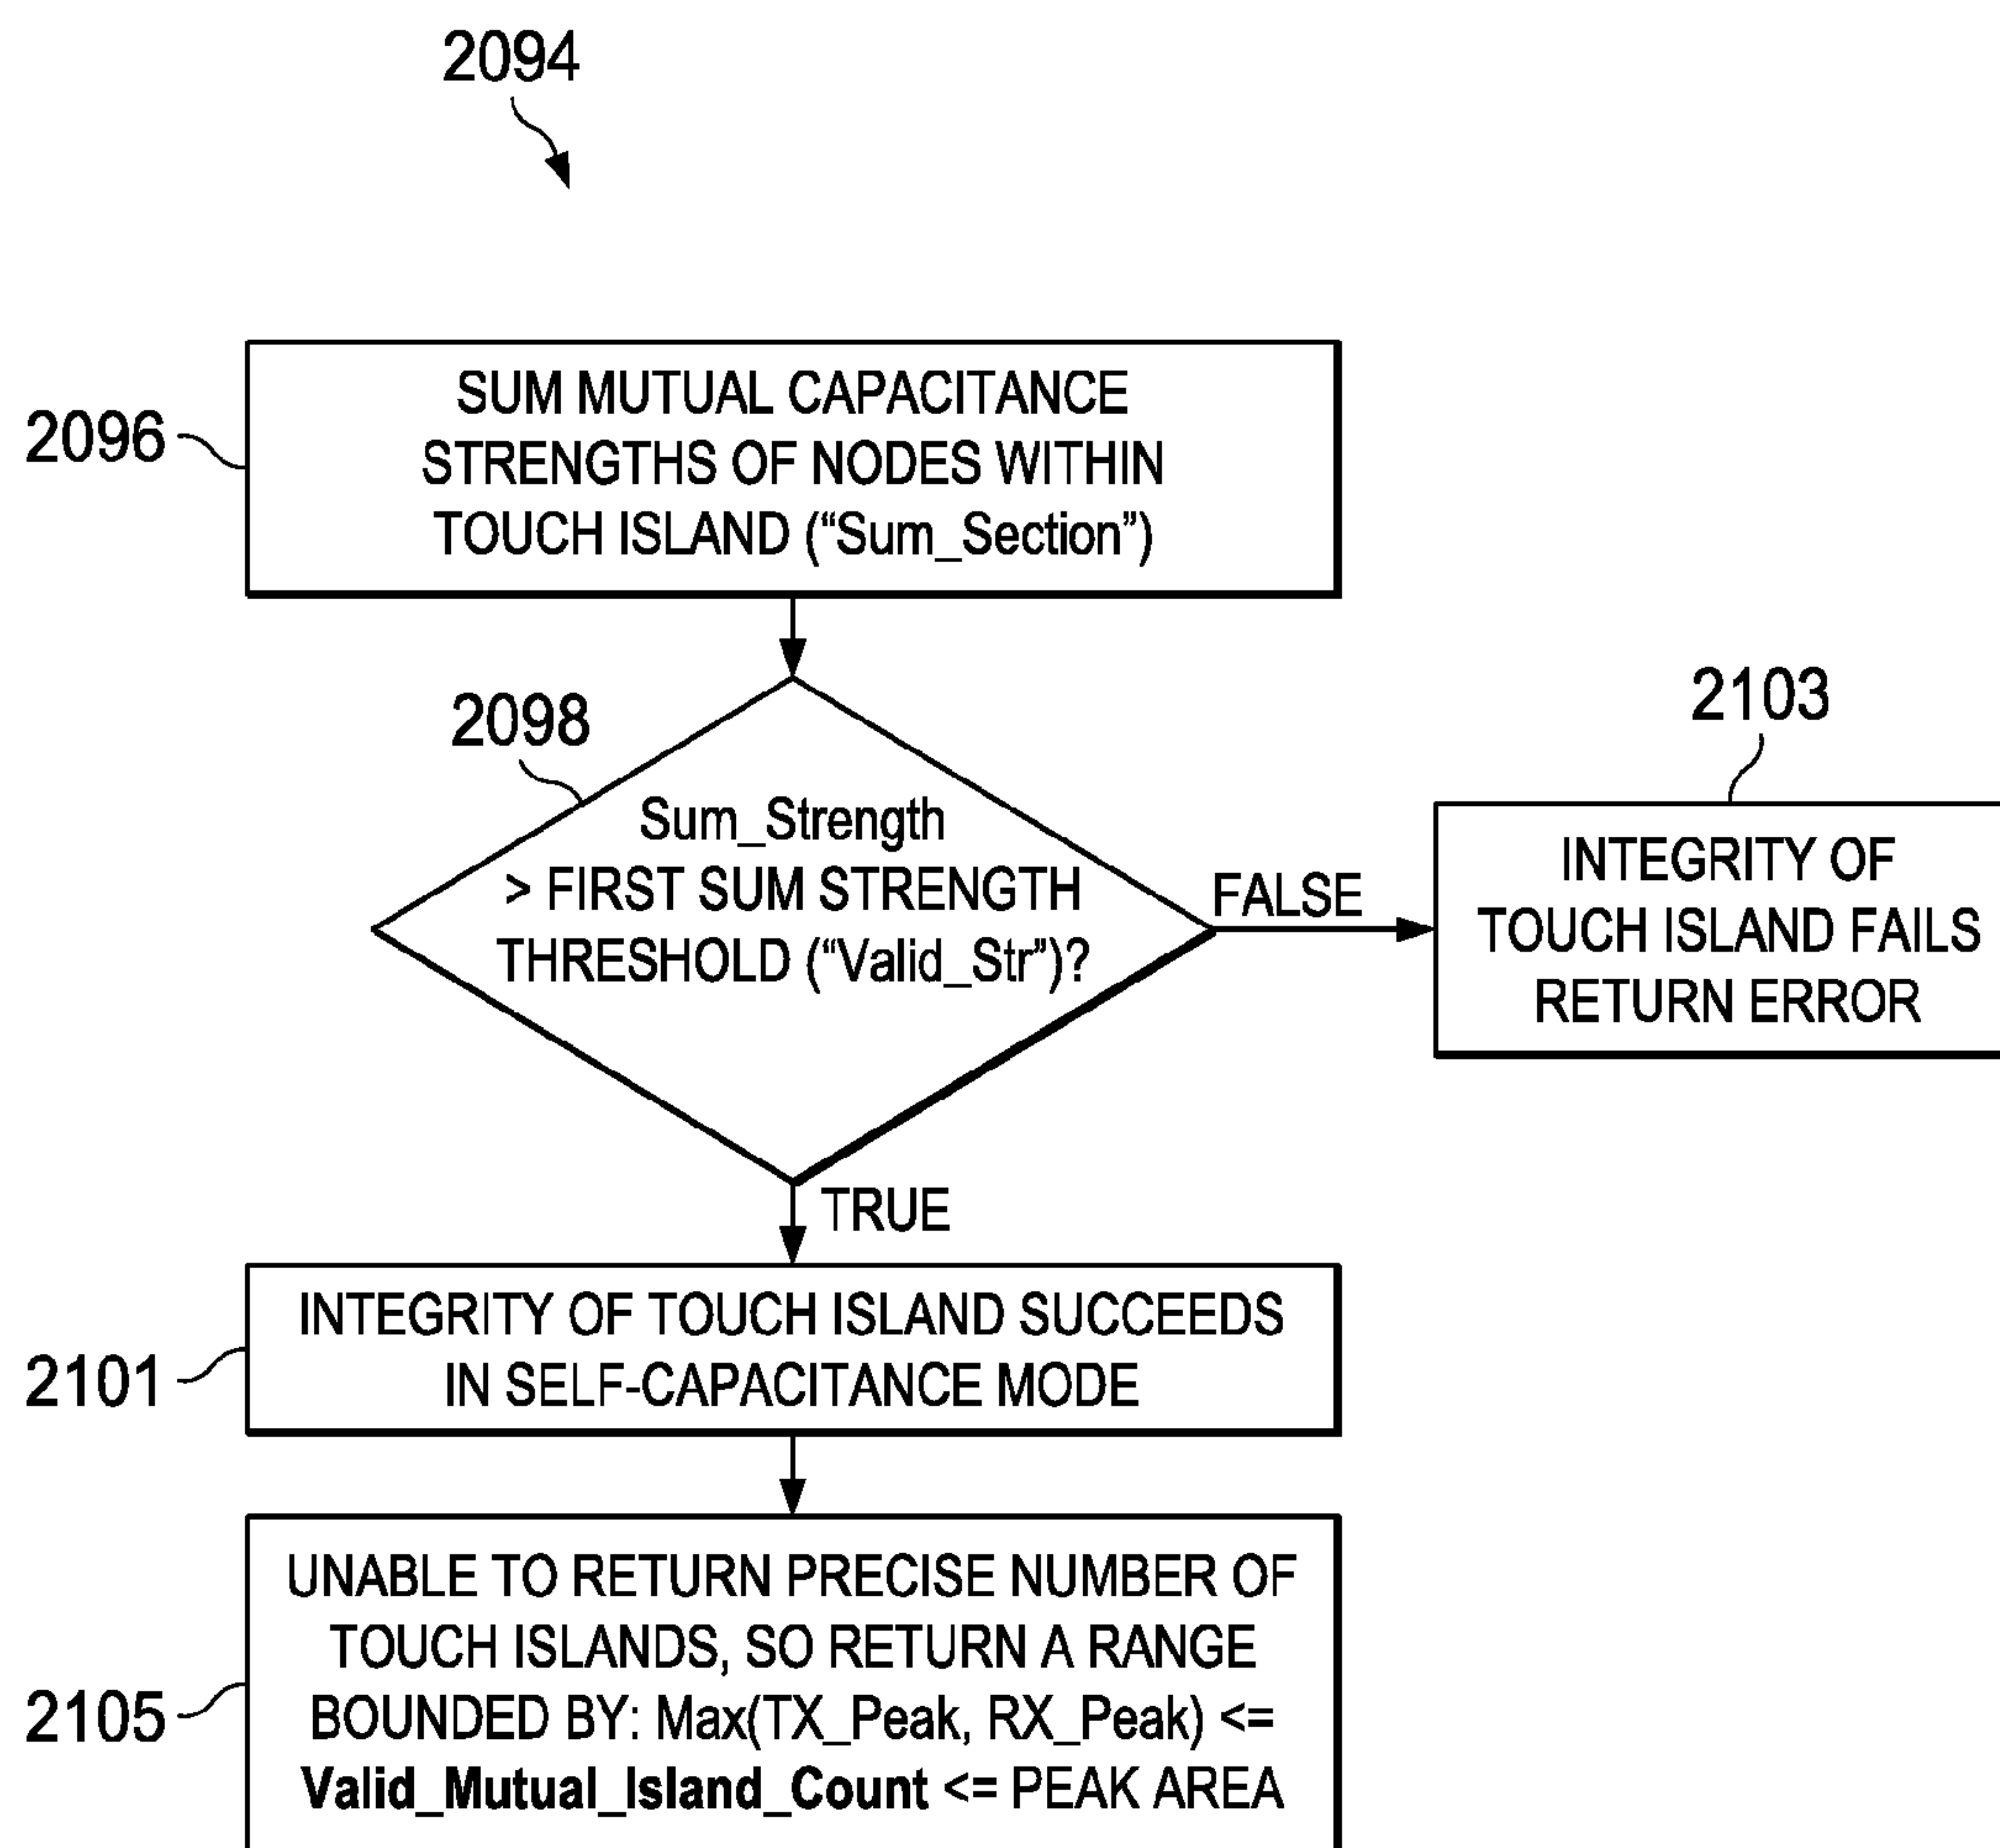 2094
2096
SUM MUTUAL CAPACITANCE
STRENGTHS OF NODES WITHIN
TOUCH ISLAND (“Sum_Section”)
2098
Sum_Strength
> FIRST SUM STRENGTH
THRESHOLD (“Valid_Str”)?
FALSE
2103
INTEGRITY OF
TOUCH ISLAND FAILS
RETURN ERROR
TRUE
2101
INTEGRITY OF TOUCH ISLAND SUCCEEDS
IN SELF-CAPACITANCE MODE
2105
UNABLE TO RETURN PRECISE NUMBER OF
TOUCH ISLANDS, SO RETURN A RANGE
BOUNDED BY: Max(TX_Peak, RX_Peak) <=
Valid_Mutual_Island_Count <= PEAK AREA